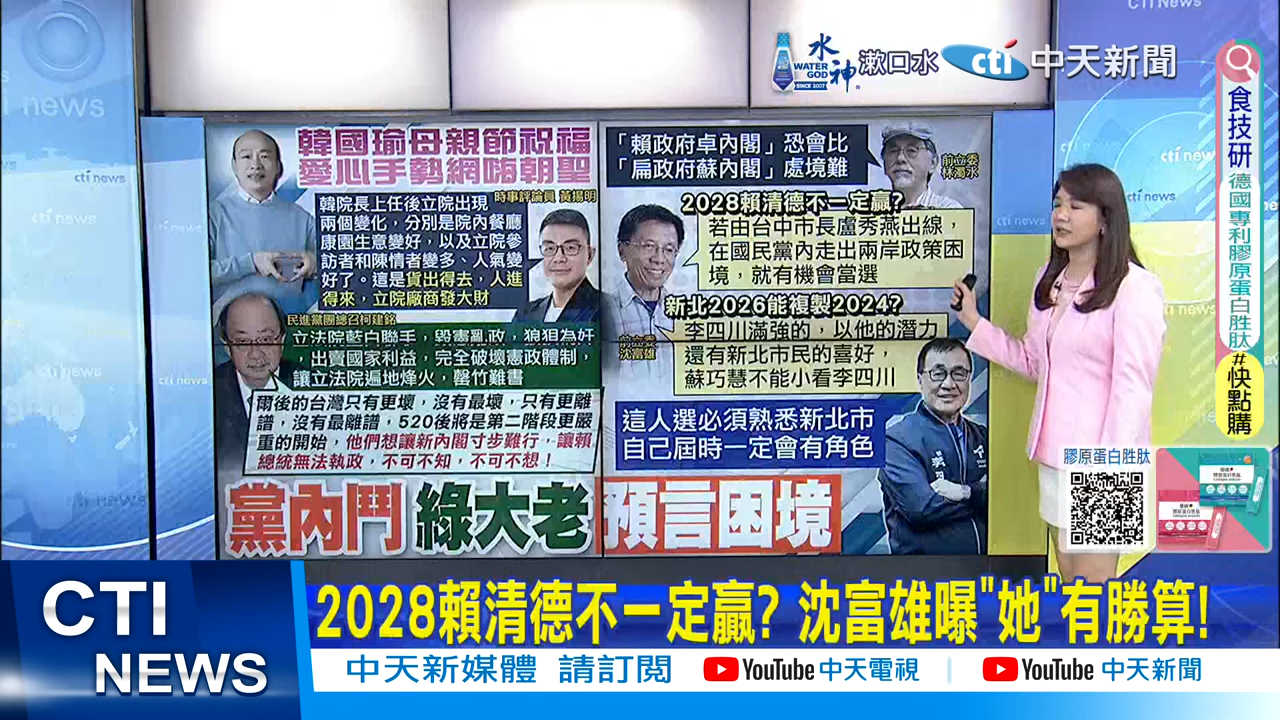 CTi News
cti news
水神
WATER GOD
SINCE 2007
漱口水
cti 中天新聞
食技研 德國專利膠原蛋白胜肽 #快點購
膠原蛋白胜肽
韓國瑜母親節祝福
愛心手勢網嗨朝聖
時事評論員 黃揚明
韓院長上任後立院出現
兩個變化，分別是院內餐廳
康園生意變好，以及立院參
訪者和陳情者變多、人氣變
好了。這是貨出得去，人進
得來，立院廠商發大財
民進黨團總召柯建銘
立法院藍白聯手，毀憲亂政，狼狽為奸
，出賣國家利益，完全破壞憲政體制，
讓立法院遍地烽火，罄竹難書
爾後的台灣只有更壞，沒有最壞，只有更離
譜，沒有最離譜，520後將是第二階段更嚴
重的開始，他們想讓新內閣寸步難行，讓賴
總統無法執政，不可不知，不可不想！
「賴政府卓內閣」恐會比
「扁政府蘇內閣」處境難
前立委
林濁水
2028賴清德不一定贏?
若由台中市長盧秀燕出線，
在國民黨內走出兩岸政策困
境，就有機會當選
新北2026能複製2024?
前立委
沈富雄
李四川滿強的，以他的潛力
還有新北市民的喜好，
蘇巧慧不能小看李四川
這人選必須熟悉新北市
自己屆時一定會有角色
黨內鬥 綠大老 預言困境
CTI NEWS
2028賴清德不一定贏? 沈富雄曝"她"有勝算!
中天新媒體 請訂閱 YouTube 中天電視 YouTube 中天新聞